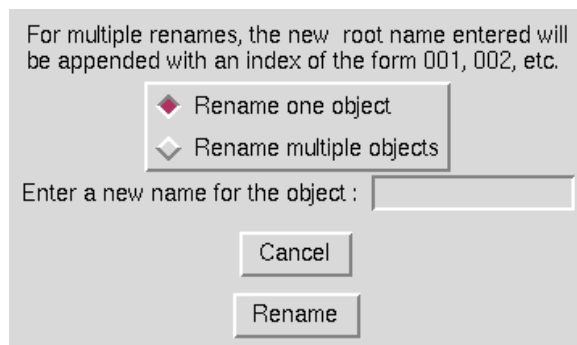 For multiple renames, the new  root name entered will
be appended with an index of the form 001, 002, etc.
Rename one object
Rename multiple objects
Enter a new name for the object :
Cancel
Rename